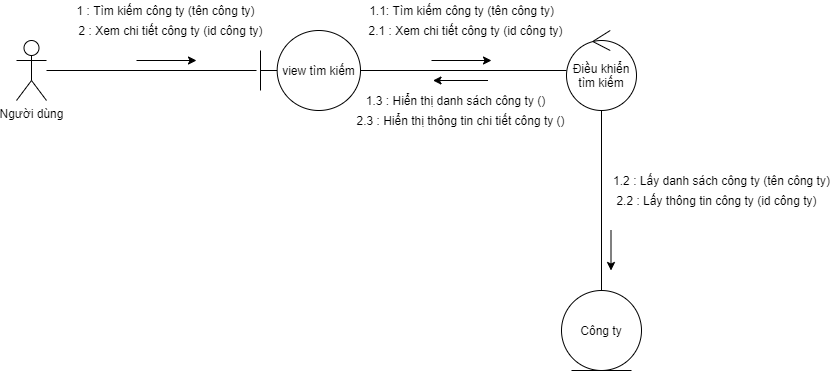 1 : Tìm kiếm công ty (tên công ty)
2 : Xem chi tiết công ty (id công ty)
1.1: Tìm kiếm công ty (tên công ty)
2.1 : Xem chi tiết công ty (id công ty)
Người dùng
view tìm kiếm
Điều khiển
tìm kiếm
1.3 : Hiển thị danh sách công ty ()
2.3 : Hiển thị thông tin chi tiết công ty ()
1.2 : Lấy danh sách công ty (tên công ty)
2.2 : Lấy thông tin công ty (id công ty)
Công ty